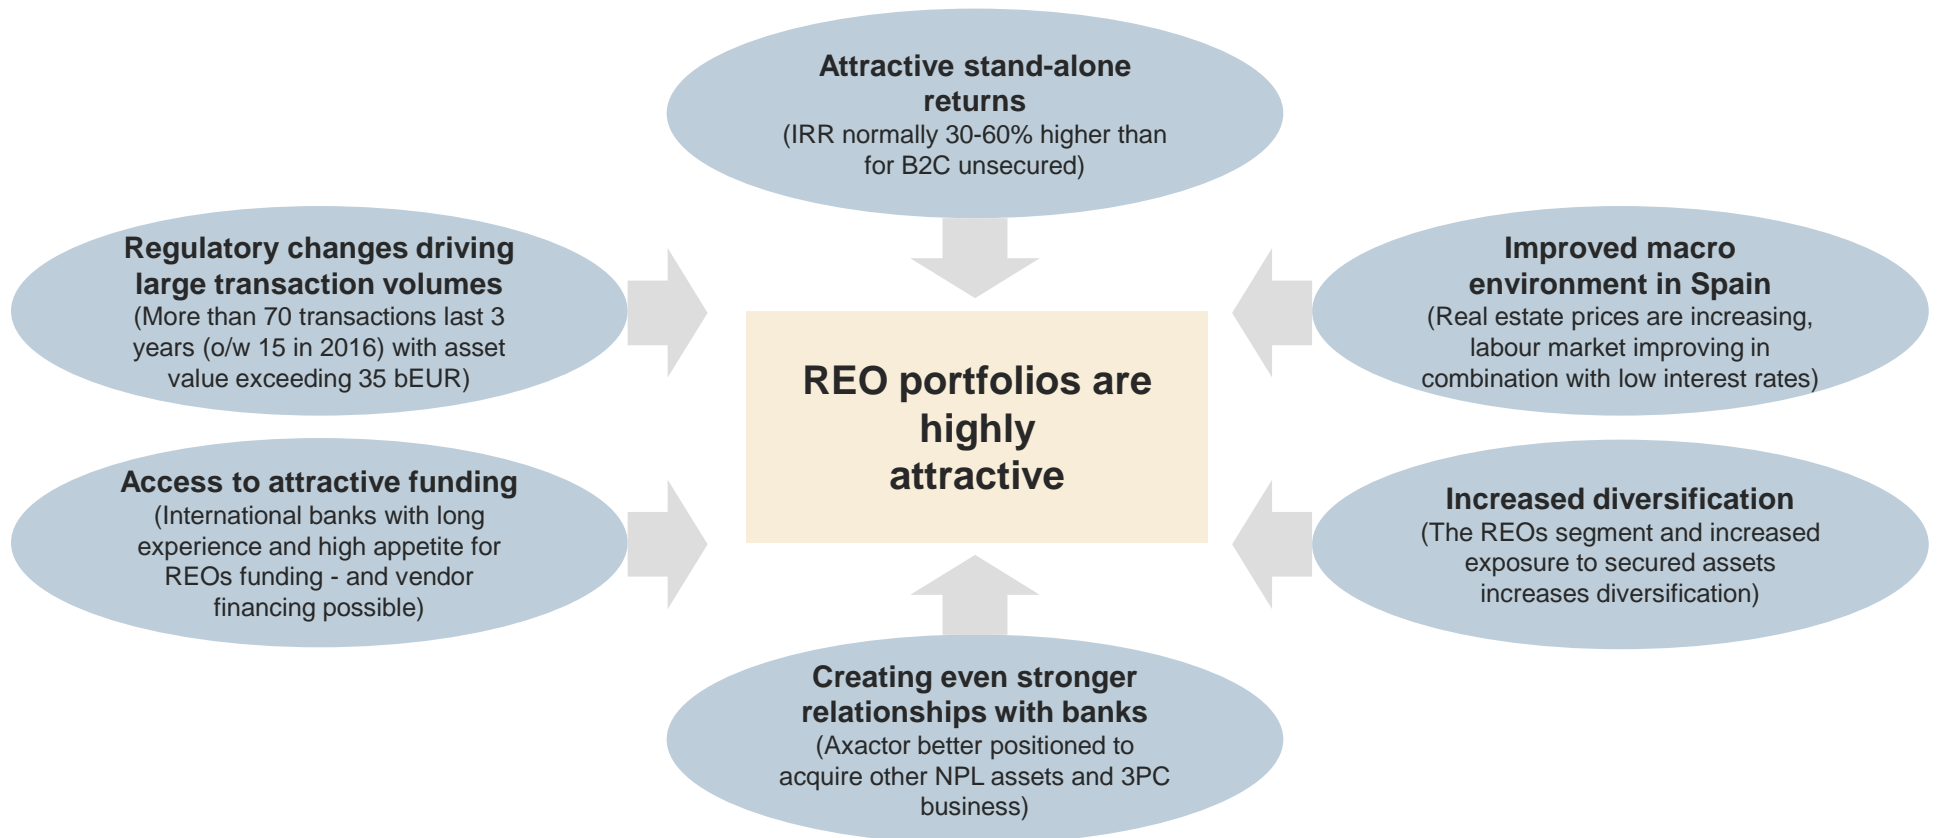 Attractive stand-alone
returns
(IRR normally 30-60% higher than
for B2C unsecured)
Regulatory changes driving
large transaction volumes
(More than 70 transactions last 3
years (o/w 15 in 2016) with asset
value exceeding 35 bEUR)
Improved macro
environment in Spain
(Real estate prices are increasing,
labour market improving in
combination with low interest rates)
REO portfolios are
highly
attractive
Access to attractive funding
(International banks with long
experience and high appetite for
REOs funding - and vendor
financing possible)
Increased diversification
(The REOs segment and increased
exposure to secured assets
increases diversification)
Creating even stronger
relationships with banks
(Axactor better positioned to
acquire other NPL assets and 3PC
business)